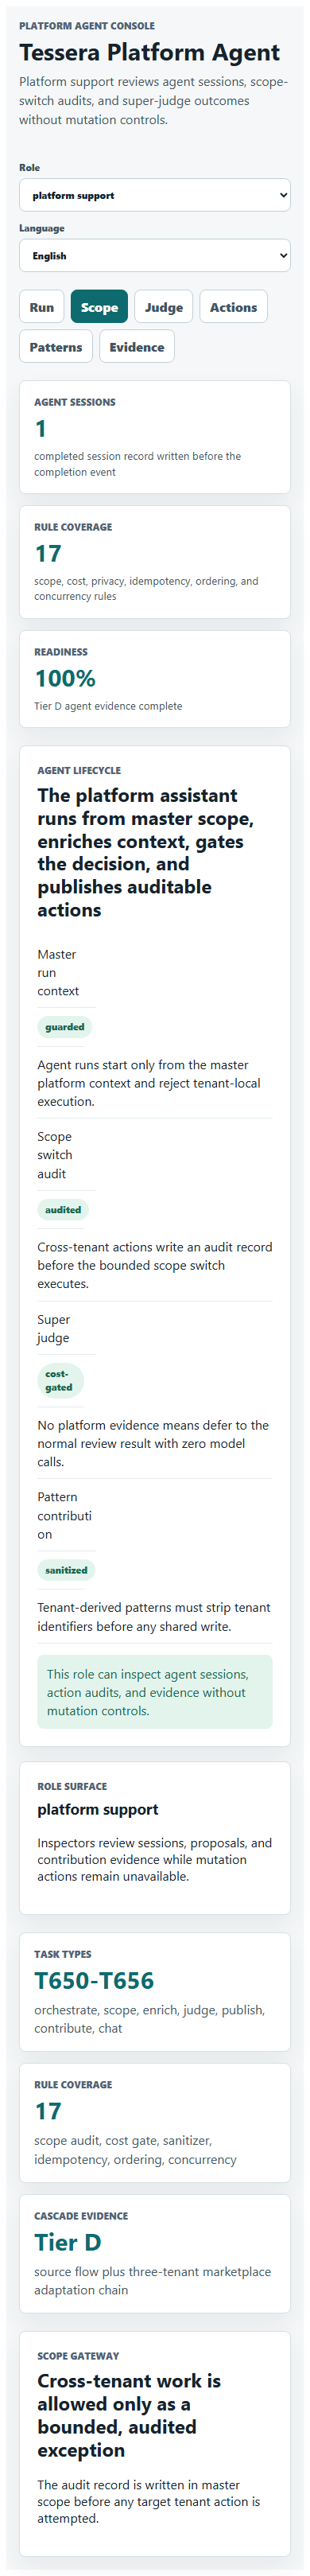 PLATFORM AGENT CONSOLE
Tessera Platform Agent
Platform support reviews agent sessions, scope-
switch audits, and super-judge outcomes
without mutation controls.
Role
platform support
Language
English
Run
Scope
Judge
Actions
Patterns
Evidence
AGENT SESSIONS
1
completed session record written before the
completion event
RULE COVERAGE
17
scope, cost, privacy, idempotency, ordering, and
concurrency rules
READINESS
100%
Tier D agent evidence complete
AGENT LIFECYCLE
The platform assistant
runs from master scope,
enriches context, gates
the decision, and
publishes auditable
actions
Master
run
context
guarded
Agent runs start only from the master
platform context and reject tenant-local
execution.
Scope
switch
audit
audited
Cross-tenant actions write an audit record
before the bounded scope switch
executes.
Super
judge
cost-
gated
No platform evidence means defer to the
normal review result with zero model
calls.
Pattern
contributi
on
sanitized
Tenant-derived patterns must strip tenant
identifiers before any shared write.
This role can inspect agent sessions,
action audits, and evidence without
mutation controls.
ROLE SURFACE
platform support
Inspectors review sessions, proposals, and
contribution evidence while mutation
actions remain unavailable.
TASK TYPES
T650-T656
orchestrate, scope, enrich, judge, publish,
contribute, chat
RULE COVERAGE
17
scope audit, cost gate, sanitizer,
idempotency, ordering, concurrency
CASCADE EVIDENCE
Tier D
source flow plus three-tenant marketplace
adaptation chain
SCOPE GATEWAY
Cross-tenant work is
allowed only as a
bounded, audited
exception
The audit record is written in master
scope before any target tenant action is
attempted.